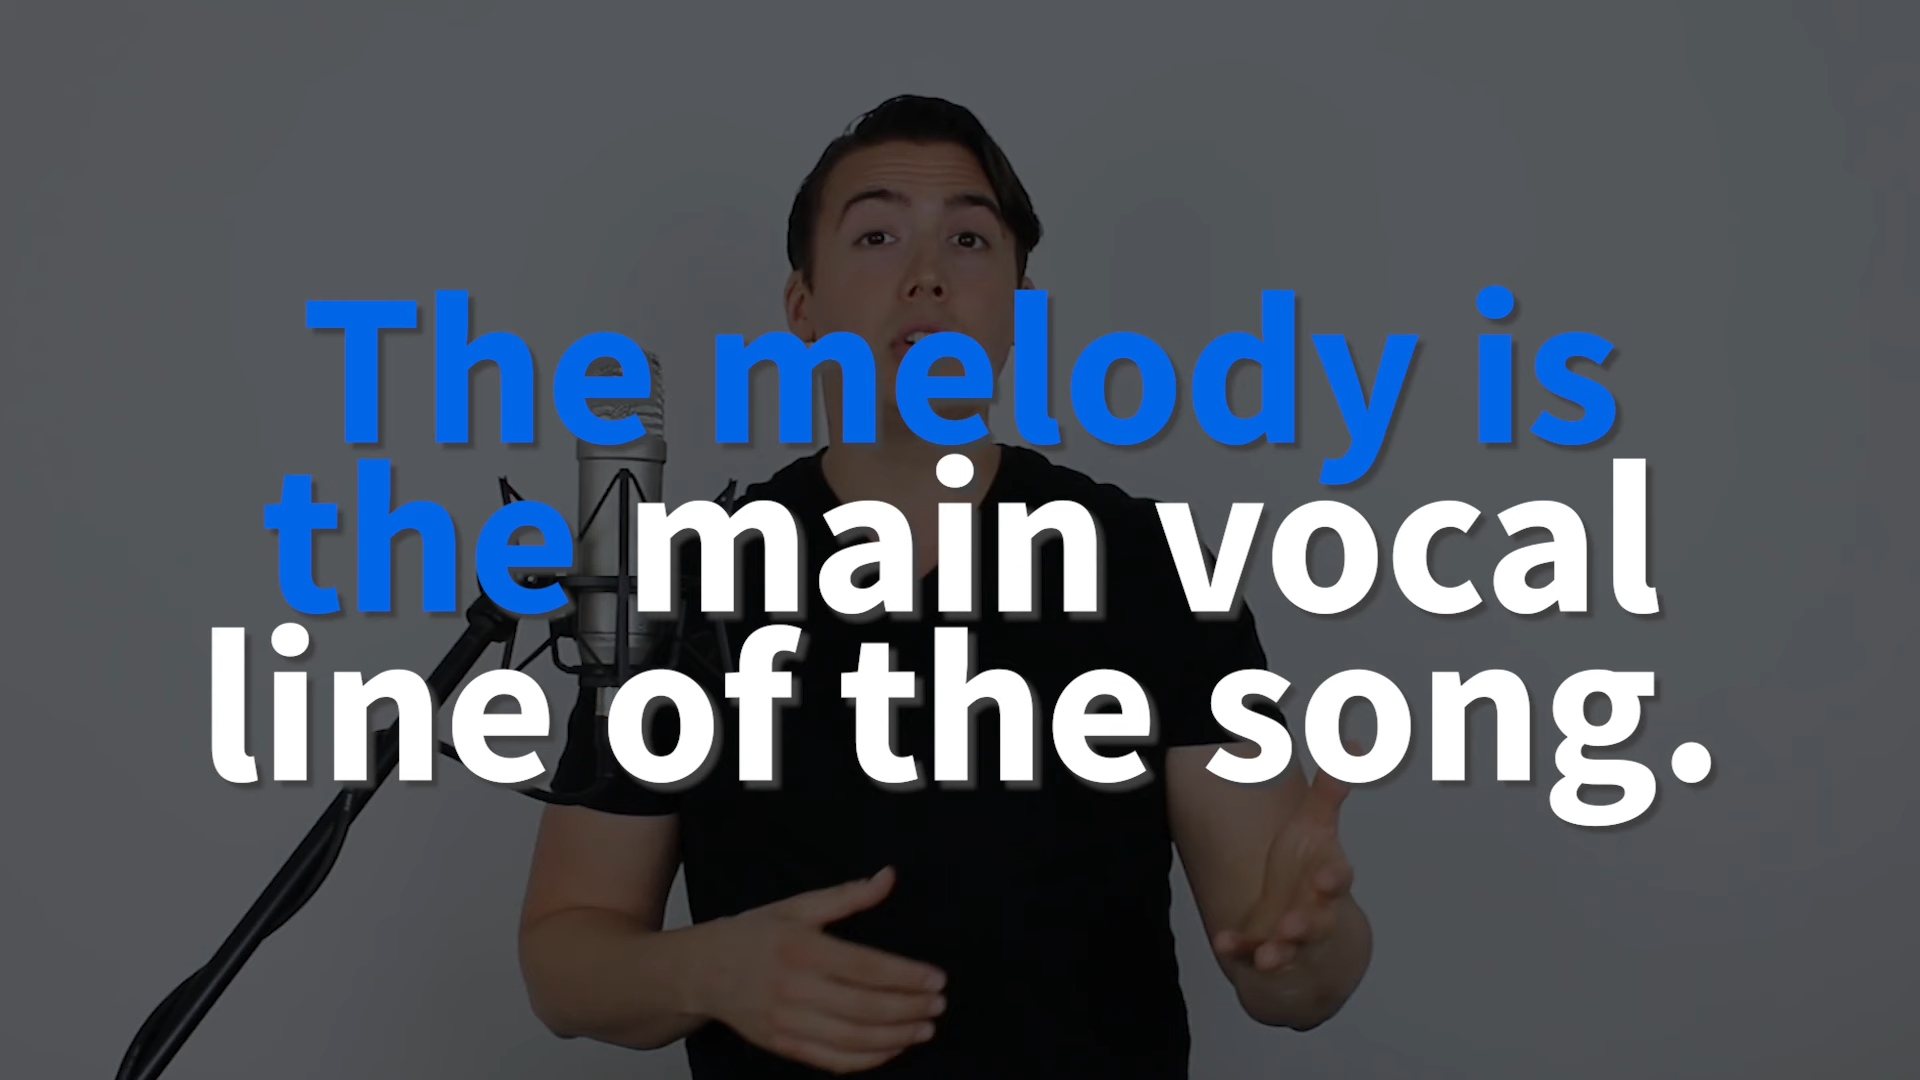 The melody is
the main vocal
line of the song.